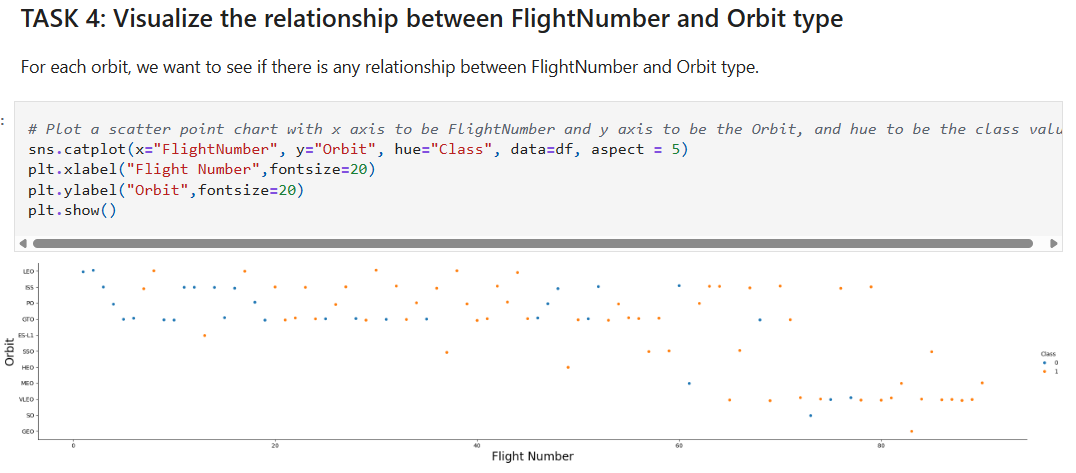 TASK 4: Visualize the relationship between FlightNumber and Orbit type
For each orbit, we want to see if there is any relationship between FlightNumber and Orbit type.
:
# Plot a scatter point chart with x axis to be FlightNumber and y axis to be the Orbit, and hue to be the class valu
sns.catplot(x="FlightNumber", y="Orbit", hue="Class", data=df, aspect = 5)
plt.xlabel("Flight Number",fontsize=20)
plt.ylabel("Orbit",fontsize=20)
plt.show()
LEO
ISS
PO
GTO
ES-L1
SSO
HEO
MEO
VLEO
SO
GEO
Orbit
0
20
40
60
80
Flight Number
Class
0
1